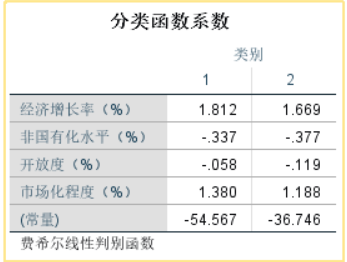 分类函数系数
类别
1 2
经济增长率（%） 1.812 1.669
非国有化水平（%） -.337 -.377
开放度（%） -.058 -.119
市场化程度（%） 1.380 1.188
(常量) -54.567 -36.746
费希尔线性判别函数